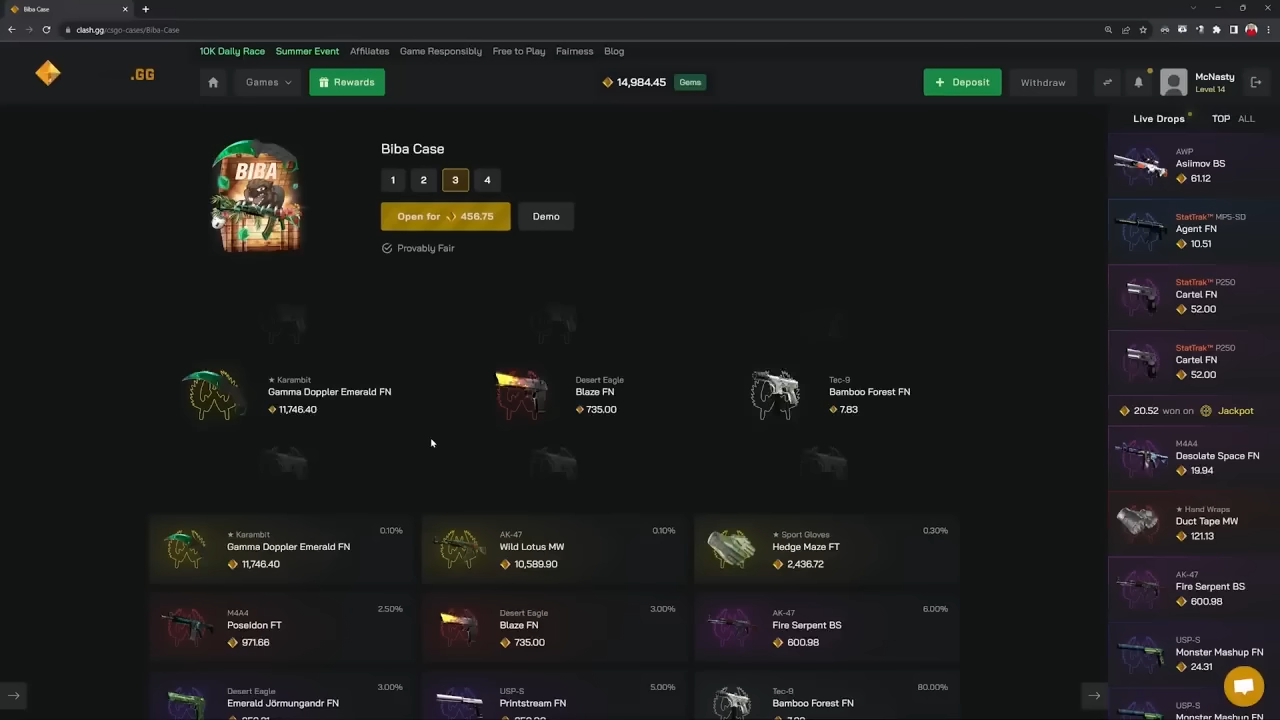 Biba Case
clash.gg/csgo-cases/Biba-Case
10K Daily Race Summer Event Affiliates Game Responsibly Free to Play Fairness Blog
.GG
Games
Rewards
14,984.45 Gems
Deposit
Withdraw
McNasty
Level 14
Live Drops TOP ALL
BIBA
Biba Case
1 2 3 4
Open for 456.75
Demo
Provably Fair
★ Karambit
Gamma Doppler Emerald FN
11,746.40
Desert Eagle
Blaze FN
735.00
Tec-9
Bamboo Forest FN
7.83
★ Karambit
Gamma Doppler Emerald FN
11,746.40
0.10%
AK-47
Wild Lotus MW
10,589.90
0.10%
★ Sport Gloves
Hedge Maze FT
2,436.72
0.30%
M4A4
Poseidon FT
971.66
2.50%
Desert Eagle
Blaze FN
735.00
3.00%
AK-47
Fire Serpent BS
600.98
6.00%
Desert Eagle
Emerald Jörmungandr FN
3.00%
USP-S
Printstream FN
5.00%
Tec-9
Bamboo Forest FN
80.00%
AWP
Asiimov BS
61.12
StatTrak™ MP5-SD
Agent FN
10.51
StatTrak™ P250
Cartel FN
52.00
StatTrak™ P250
Cartel FN
52.00
20.52 won on Jackpot
M4A4
Desolate Space FN
19.94
★ Hand Wraps
Duct Tape MW
121.13
AK-47
Fire Serpent BS
600.98
USP-S
Monster Mashup FN
24.31
USP-S
Monster Mashup FN